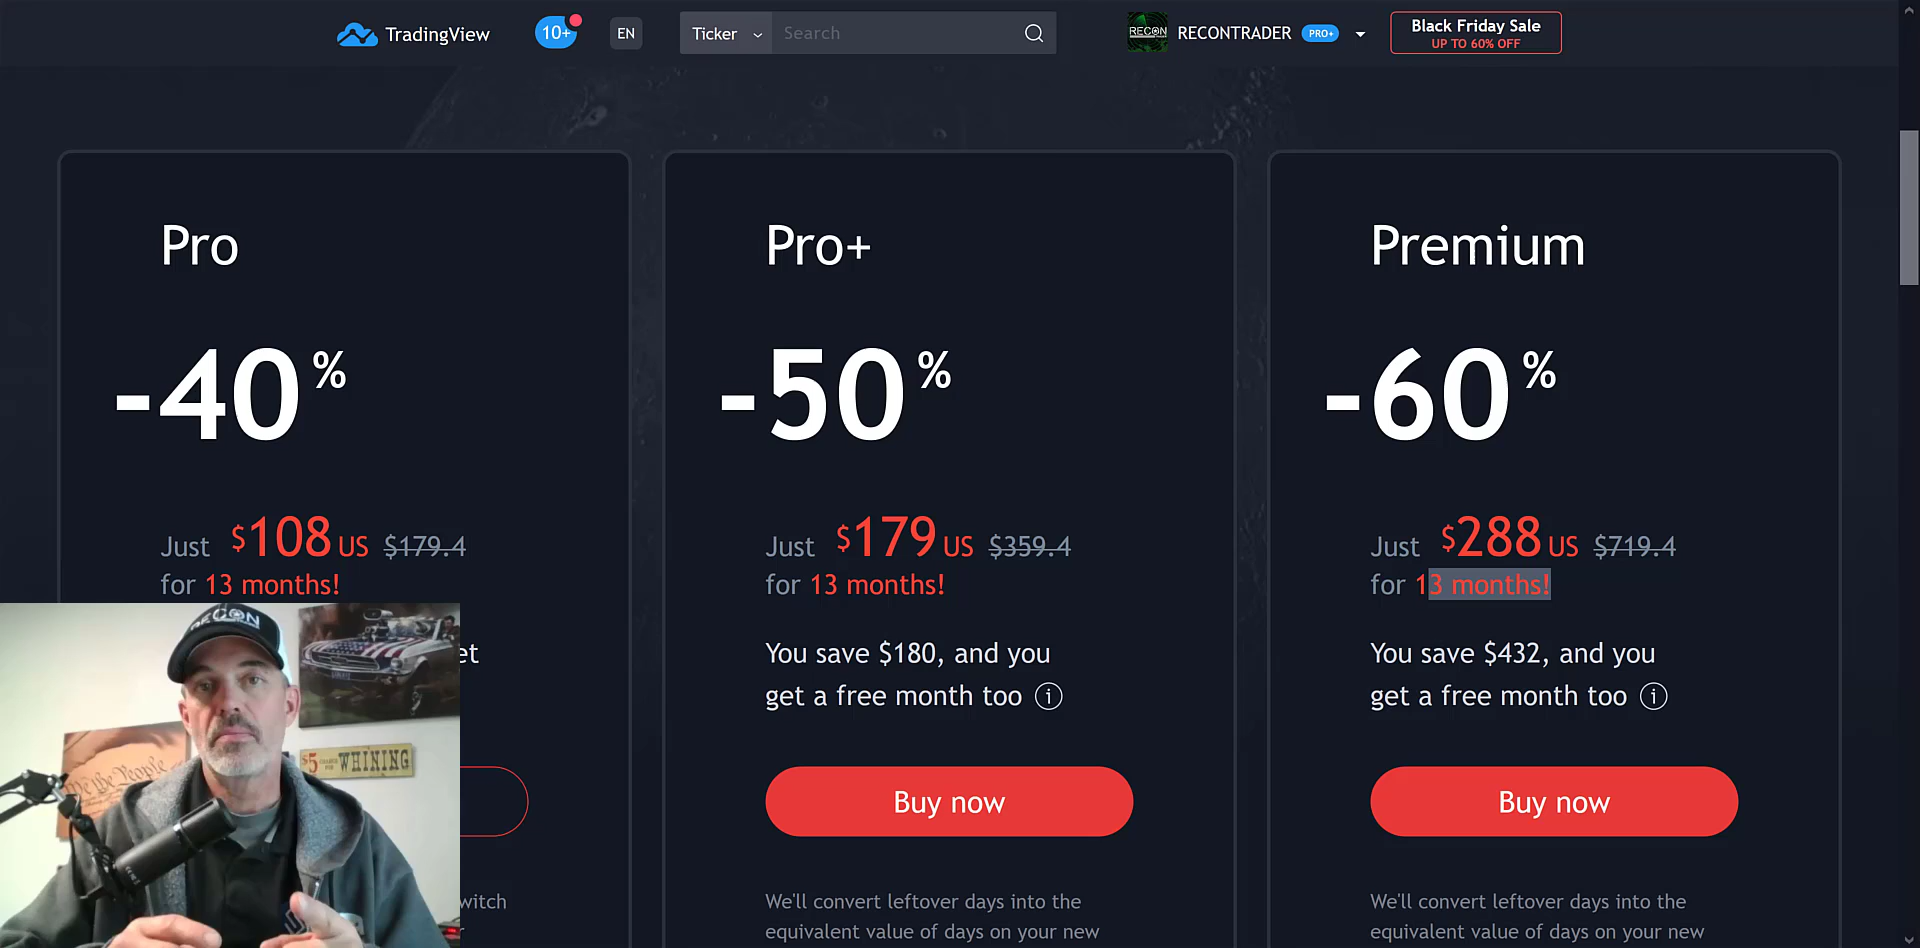 TradingView
10+
EN
Ticker
Search
RECON
RECONTRADER
PRO+
Black Friday Sale
UP TO 60% OFF
Pro
-40%
Just $108 US $179.4
for 13 months!
et
witch
Pro+
-50%
Just $179 US $359.4
for 13 months!
You save $180, and you
get a free month too
Buy now
We'll convert leftover days into the
equivalent value of days on your new
Premium
-60%
Just $288 US $719.4
for 13 months!
You save $432, and you
get a free month too
Buy now
We'll convert leftover days into the
equivalent value of days on your new
RECON
$5 CHARGE FOR WHINING
We the People